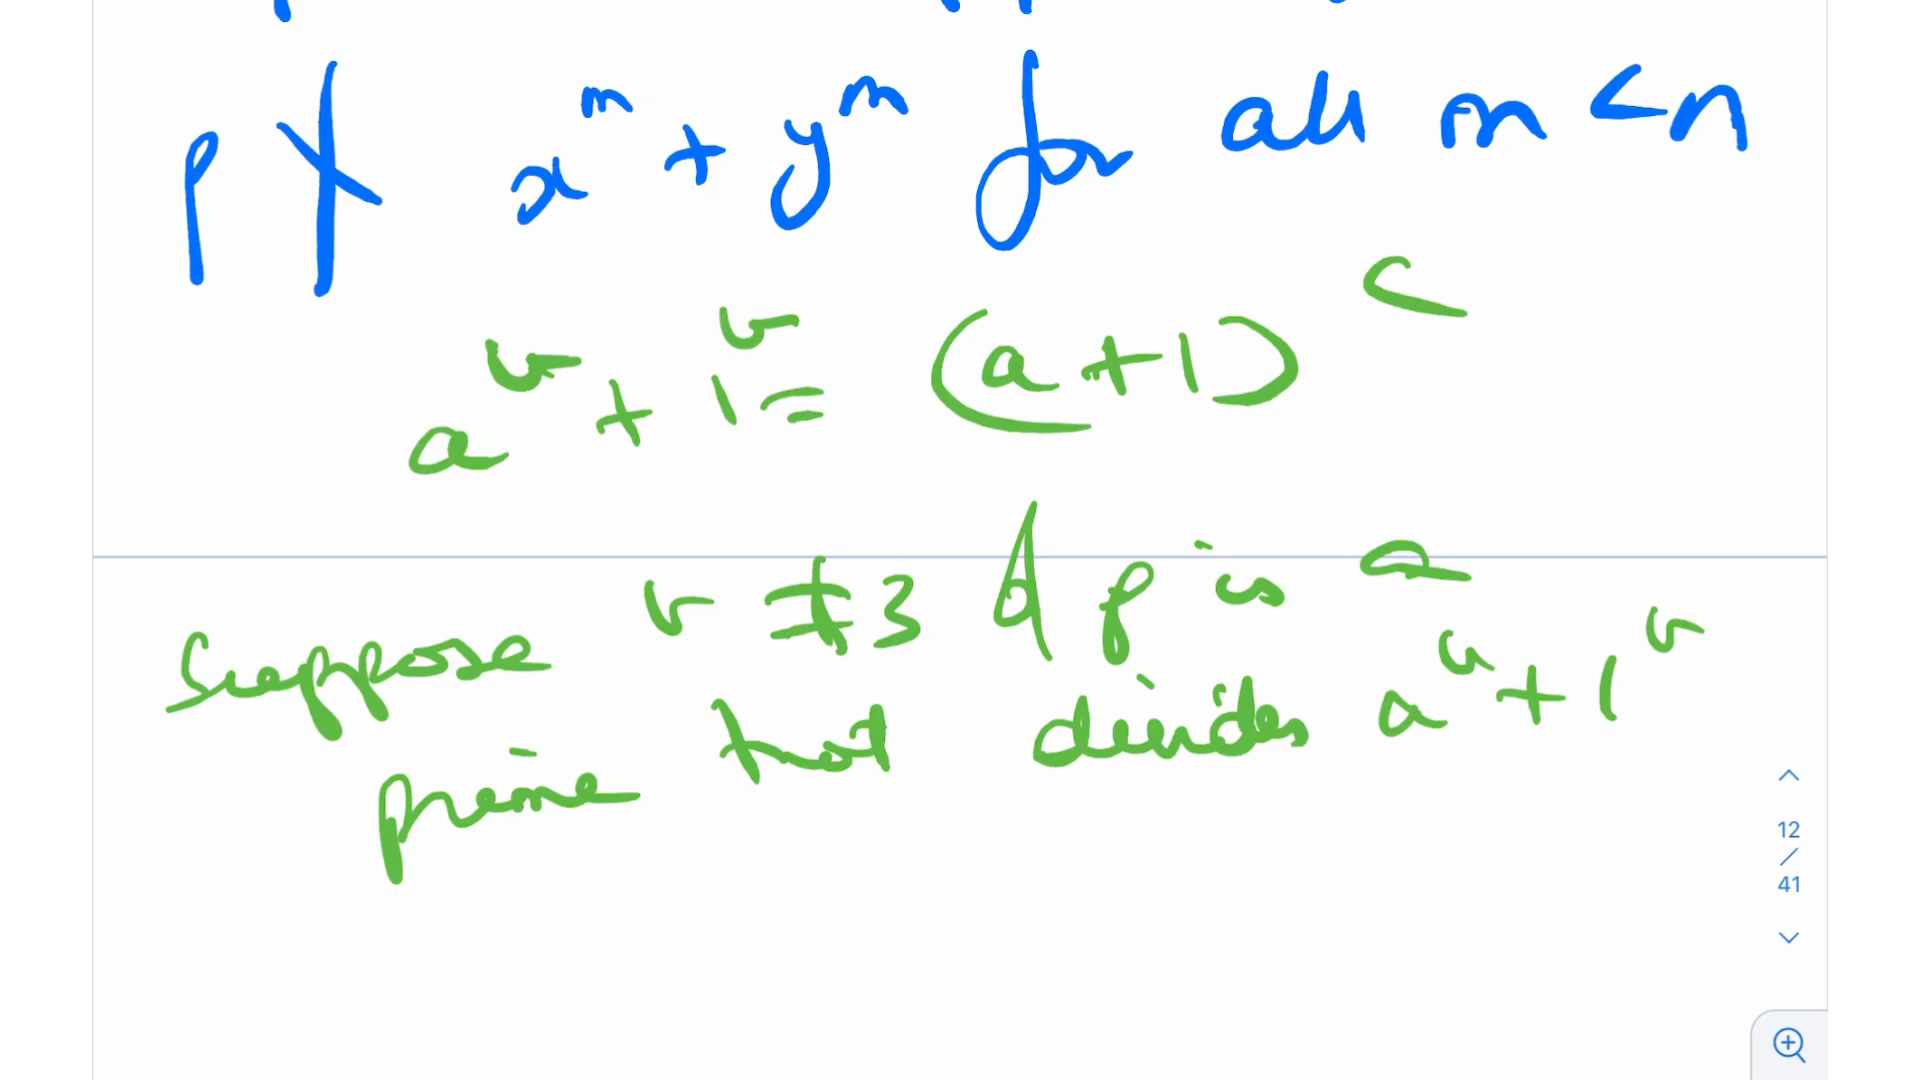 p ∤ x^m + y^m for all m < n
a^b + 1^b = (a+1)^c
Suppose b ≠ 3 & p is a
prime that divides a^b + 1^b
12
/
41